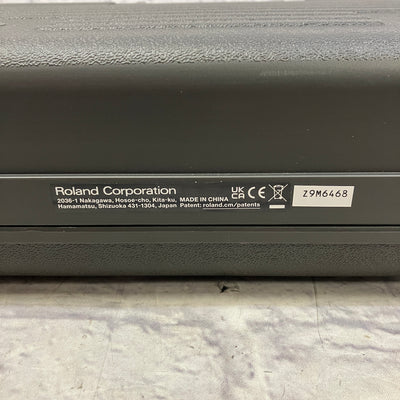 Roland Corporation
2036-1 Nakagawa, Hosoe-cho, Kita-ku, MADE IN CHINA
Hamamatsu, Shizuoka 431-1304, Japan Patent: roland.cm/patents
UK
CA
CE
Z9M6468